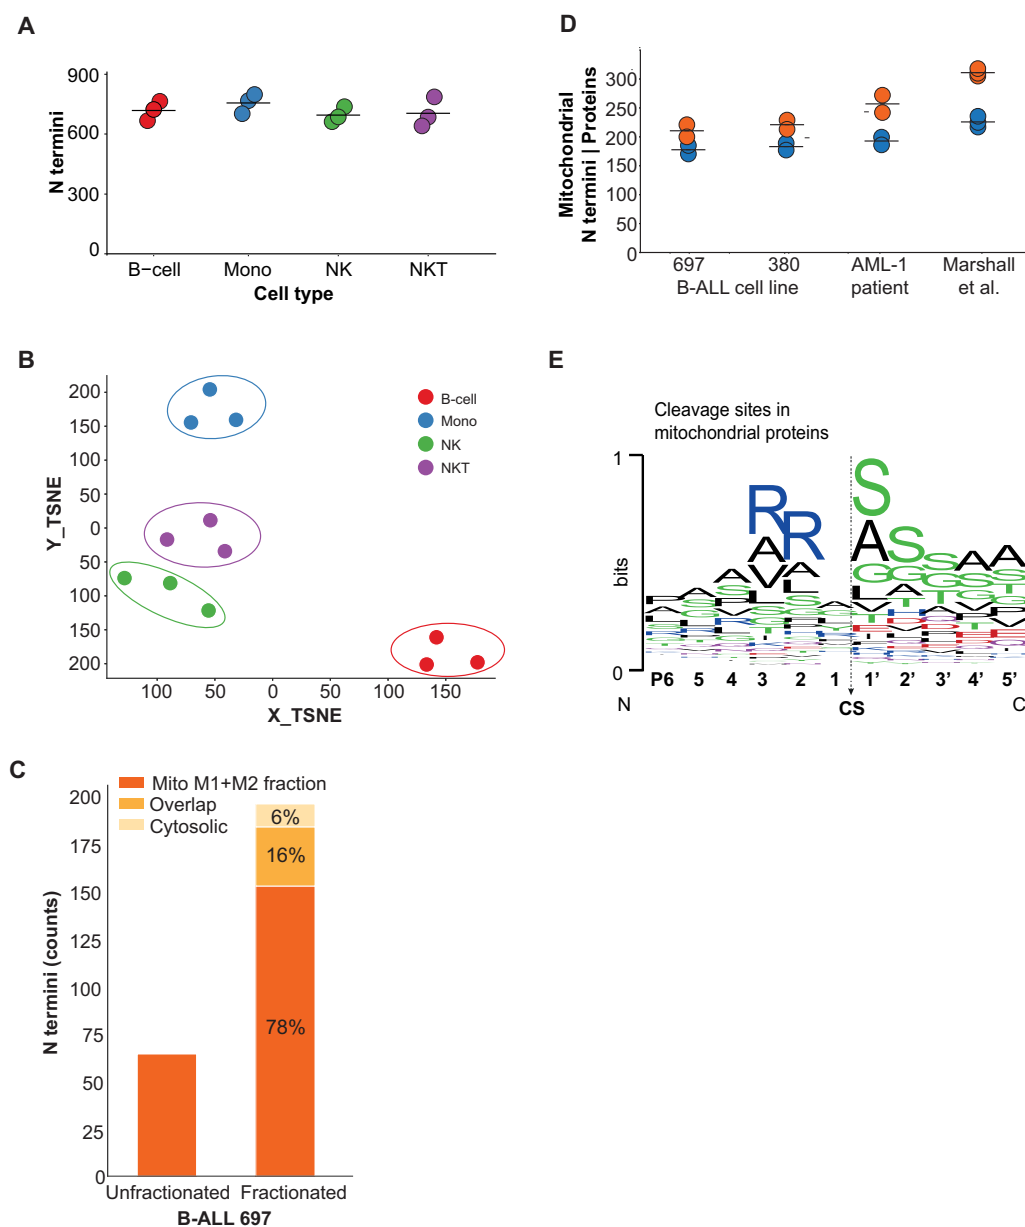 A
N termini
900
600
300
0
B−cell Mono NK NKT
Cell type
B
Y_TSNE
200
150
100
50
0
50
100
150
200
100 50 0 50 100 150
X_TSNE
B-cell
Mono
NK
NKT
C
Mito M1+M2 fraction
Overlap
Cytosolic
N termini (counts)
200
175
150
125
100
75
50
25
0
6%
16%
78%
Unfractionated Fractionated
B-ALL 697
D
Mitochondrial
N termini | Proteins
300
250
200
150
100
50
0
697 380 AML-1 Marshall
B-ALL cell line patient et al.
E
Cleavage sites in
mitochondrial proteins
1
bits
0
R R S
A A S S A A
P6 5 4 3 2 1 1' 2' 3' 4' 5'
N CS C